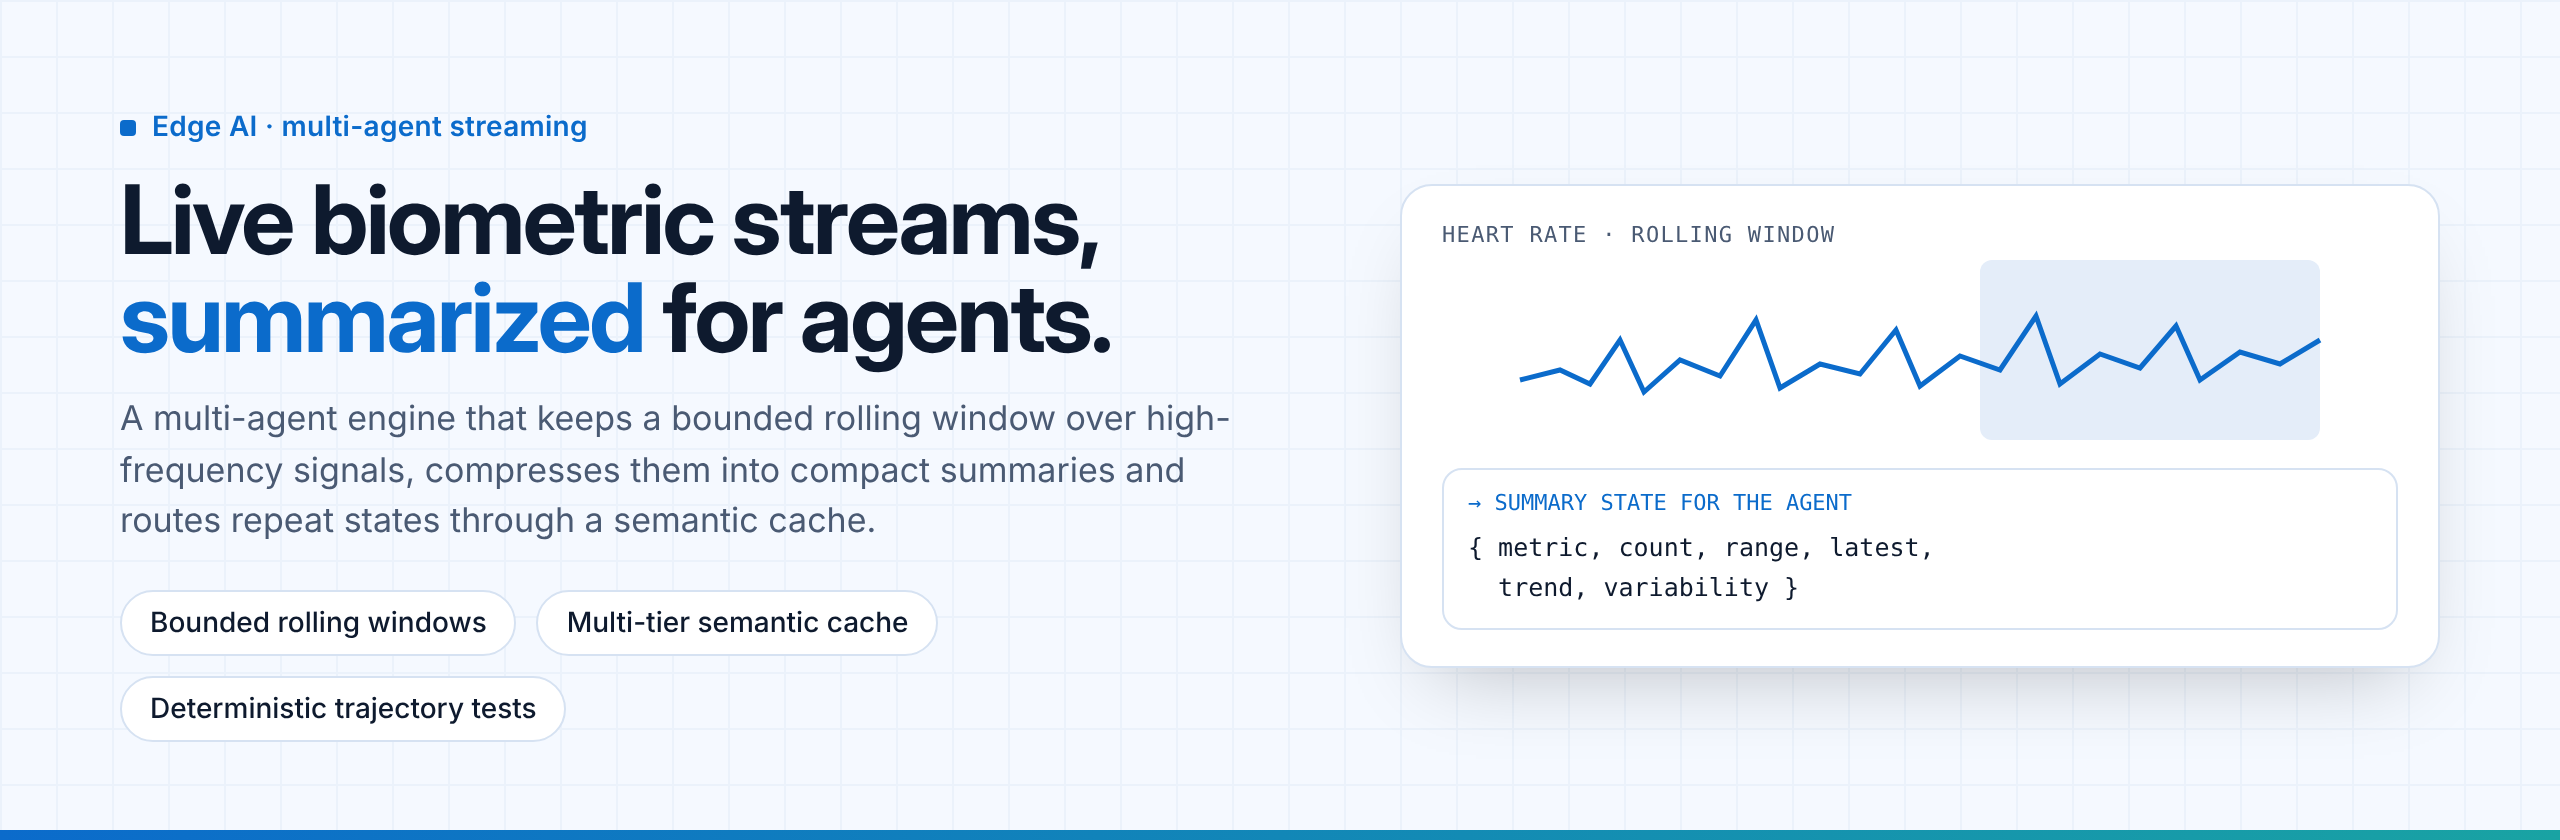 Edge AI · multi-agent streaming
Live biometric streams,
summarized for agents.
A multi-agent engine that keeps a bounded rolling window over high-
frequency signals, compresses them into compact summaries and
routes repeat states through a semantic cache.
Bounded rolling windows
Multi-tier semantic cache
Deterministic trajectory tests
HEART RATE · ROLLING WINDOW
→ SUMMARY STATE FOR THE AGENT
{ metric, count, range, latest,
trend, variability }